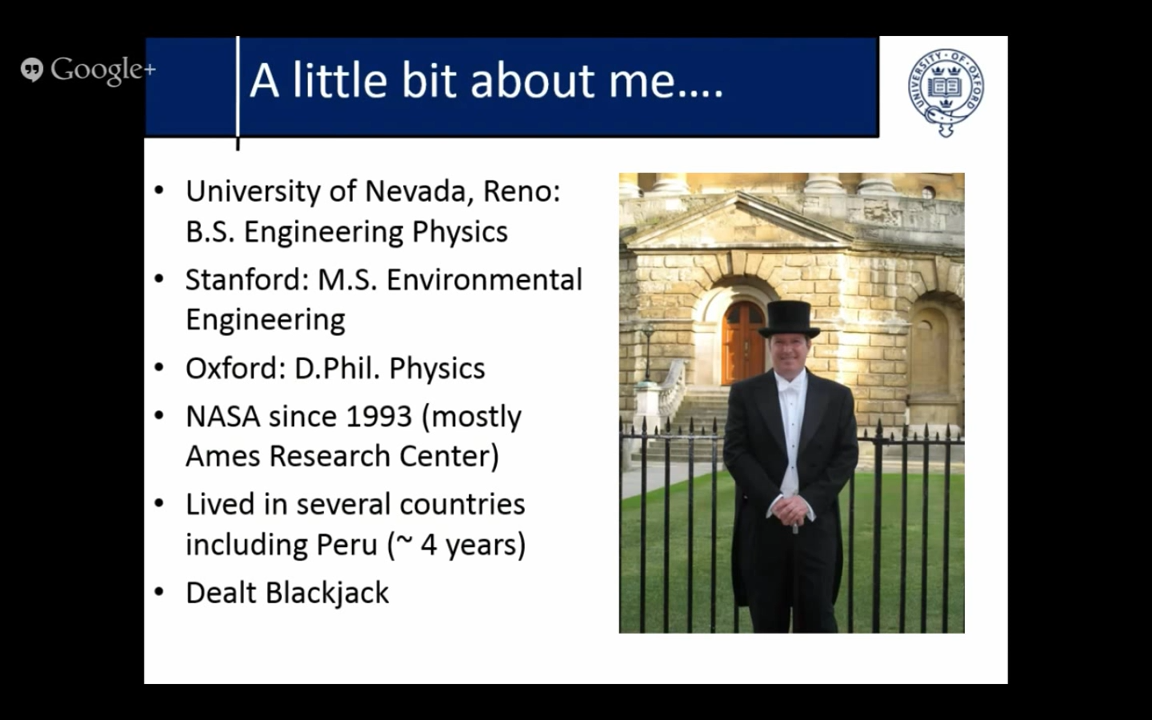 Google+
A little bit about me....
UNIVERSITY·OF·OXFORD
• University of Nevada, Reno:
B.S. Engineering Physics
• Stanford: M.S. Environmental
Engineering
• Oxford: D.Phil. Physics
• NASA since 1993 (mostly
Ames Research Center)
• Lived in several countries
including Peru (~ 4 years)
• Dealt Blackjack